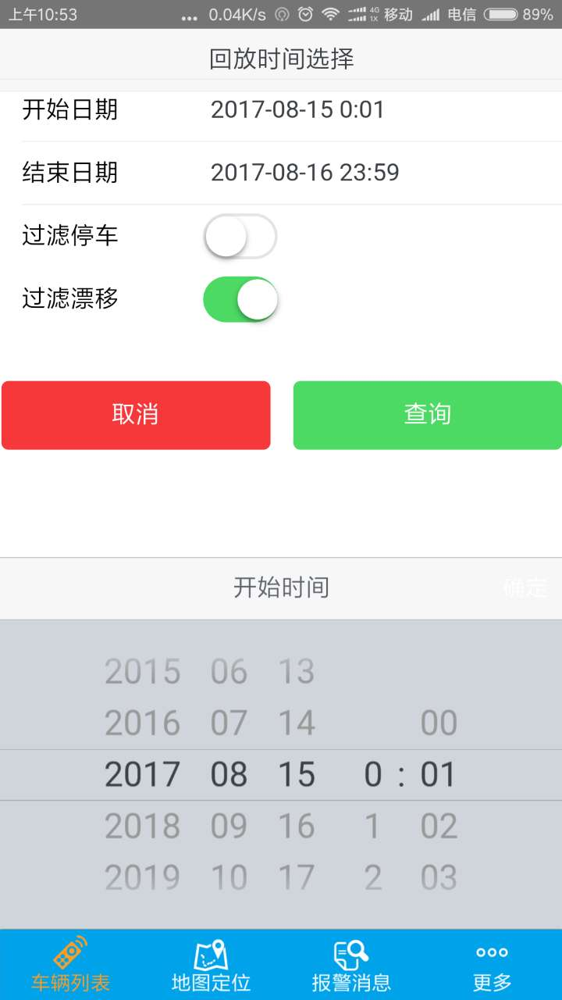 上午10:53 ... 0.04K/s 4G 1X 移动 电信 89%
回放时间选择
开始日期 2017-08-15 0:01
结束日期 2017-08-16 23:59
过滤停车
过滤漂移
取消 查询
开始时间 确定
2015 06 13
2016 07 14 00
2017 08 15 0 : 01
2018 09 16 1 02
2019 10 17 2 03
车辆列表 地图定位 报警消息 更多